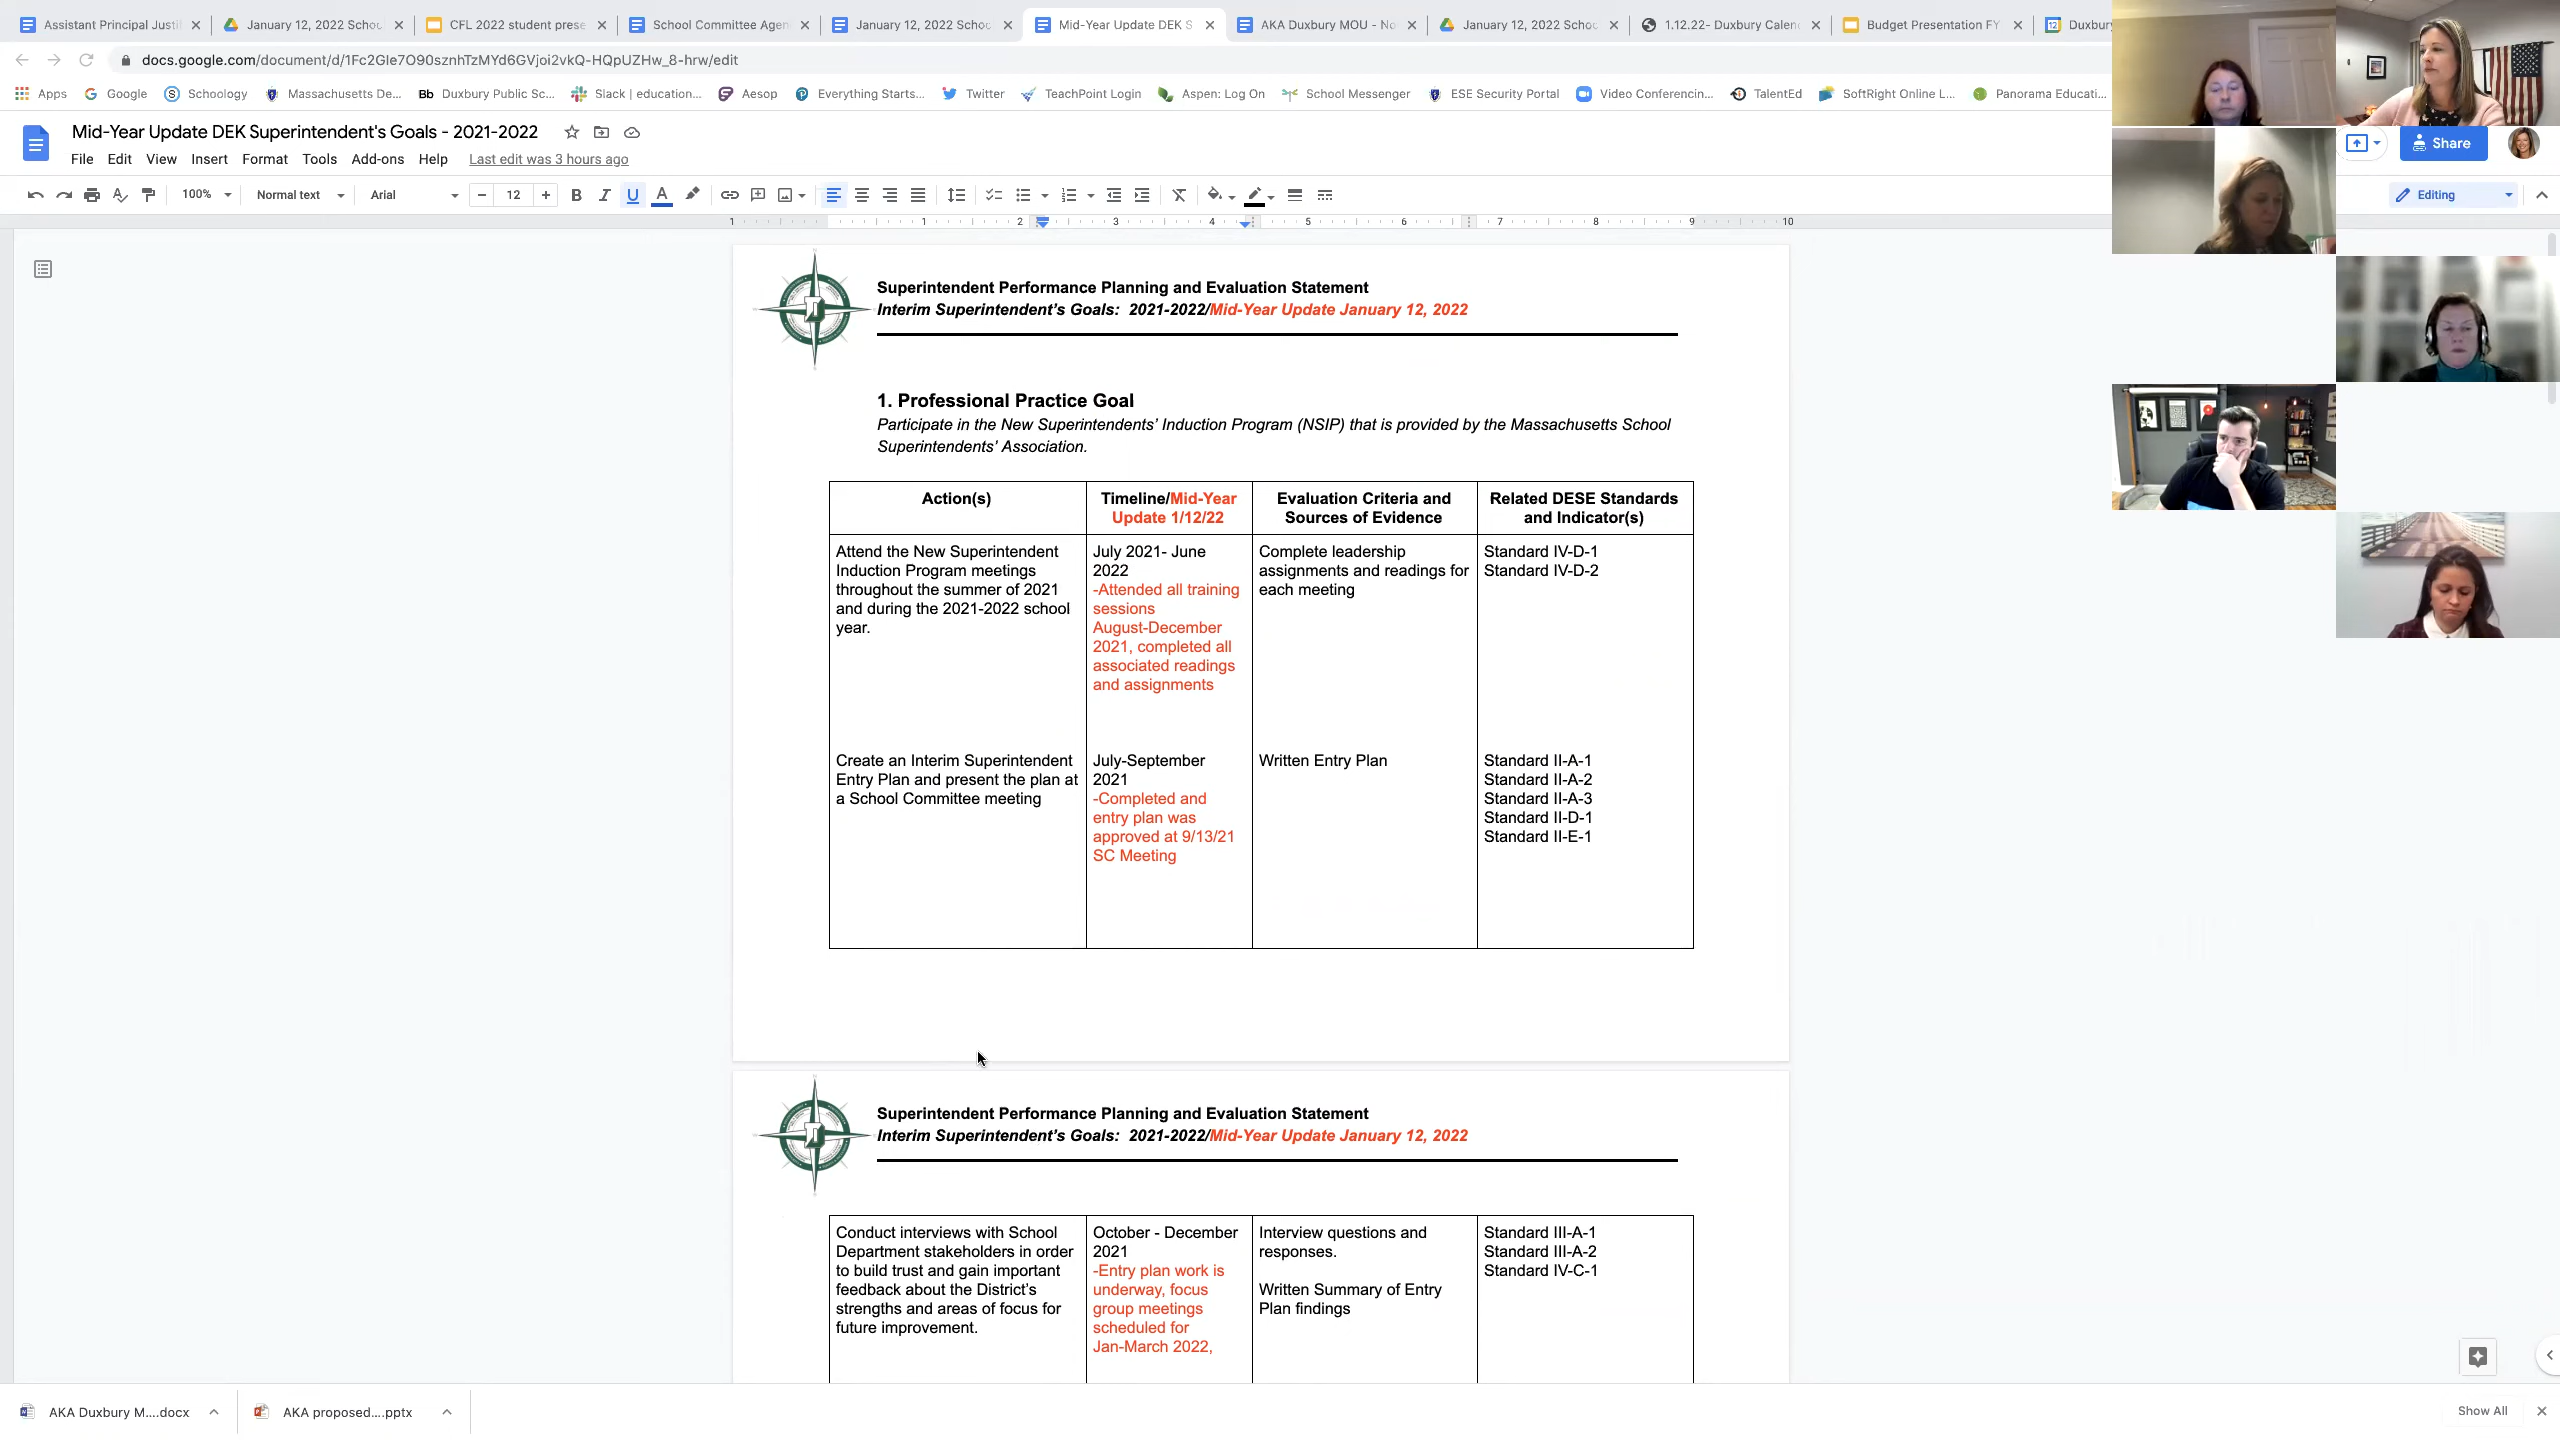 Assistant Principal Justif
January 12, 2022 Schoo
CFL 2022 student prese
School Committee Agen
January 12, 2022 Schoo
Mid-Year Update DEK S
AKA Duxbury MOU - No
January 12, 2022 Schoo
1.12.22- Duxbury Calen
Budget Presentation FY
Duxbury
docs.google.com/document/d/1Fc2Gle7O90sznhTzMYd6GVjoi2vkQ-HQpUZHw_8-hrw/edit
Apps
Google
Schoology
Massachusetts De...
Bb Duxbury Public Sc...
Slack | education...
Aesop
Everything Starts...
Twitter
TeachPoint Login
Aspen: Log On
School Messenger
ESE Security Portal
Video Conferencin...
TalentEd
SoftRight Online L...
Panorama Educati...
Mid-Year Update DEK Superintendent's Goals - 2021-2022
Share
File Edit View Insert Format Tools Add-ons Help Last edit was 3 hours ago
100% Normal text Arial 12 B I U A Editing
1 1 2 3 4 5 6 7 8 9 10
Superintendent Performance Planning and Evaluation Statement
Interim Superintendent's Goals: 2021-2022/Mid-Year Update January 12, 2022
1. Professional Practice Goal
Participate in the New Superintendents' Induction Program (NSIP) that is provided by the Massachusetts School
Superintendents' Association.
Action(s)
Timeline/Mid-Year
Update 1/12/22
Evaluation Criteria and
Sources of Evidence
Related DESE Standards
and Indicator(s)
Attend the New Superintendent
Induction Program meetings
throughout the summer of 2021
and during the 2021-2022 school
year.
July 2021- June
2022
-Attended all training
sessions
August-December
2021, completed all
associated readings
and assignments
Complete leadership
assignments and readings for
each meeting
Standard IV-D-1
Standard IV-D-2
Create an Interim Superintendent
Entry Plan and present the plan at
a School Committee meeting
July-September
2021
-Completed and
entry plan was
approved at 9/13/21
SC Meeting
Written Entry Plan
Standard II-A-1
Standard II-A-2
Standard II-A-3
Standard II-D-1
Standard II-E-1
Superintendent Performance Planning and Evaluation Statement
Interim Superintendent's Goals: 2021-2022/Mid-Year Update January 12, 2022
Conduct interviews with School
Department stakeholders in order
to build trust and gain important
feedback about the District's
strengths and areas of focus for
future improvement.
October - December
2021
-Entry plan work is
underway, focus
group meetings
scheduled for
Jan-March 2022,
Interview questions and
responses.
Written Summary of Entry
Plan findings
Standard III-A-1
Standard III-A-2
Standard IV-C-1
AKA Duxbury M....docx
AKA proposed....pptx
Show All